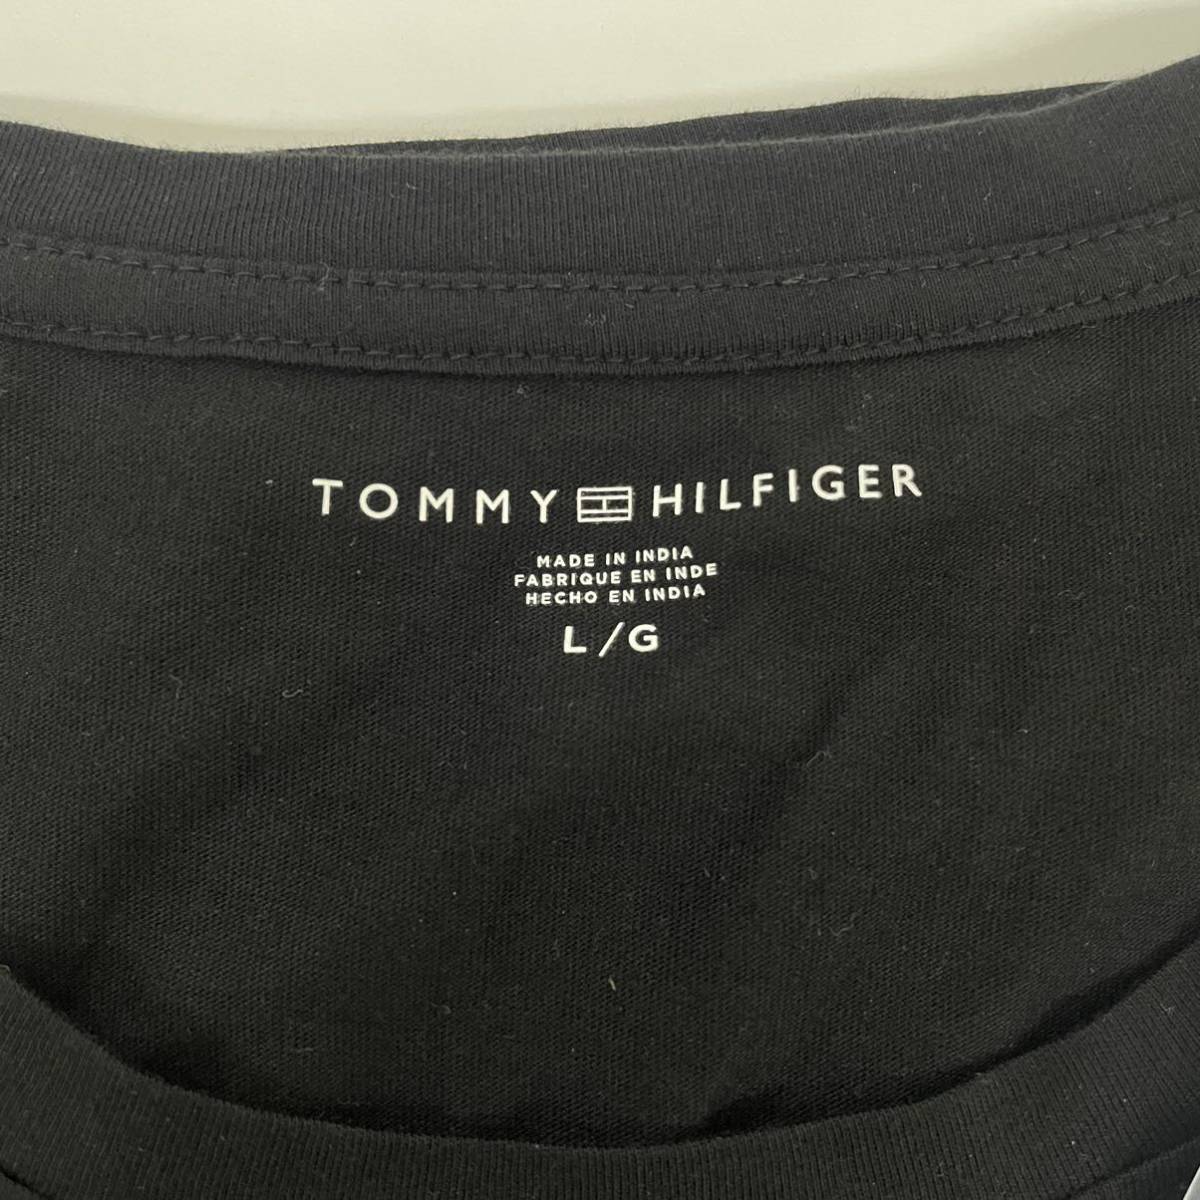 TOMMY HILFIGER
MADE IN INDIA
FABRIQUE EN INDE
HECHO EN INDIA
L/G